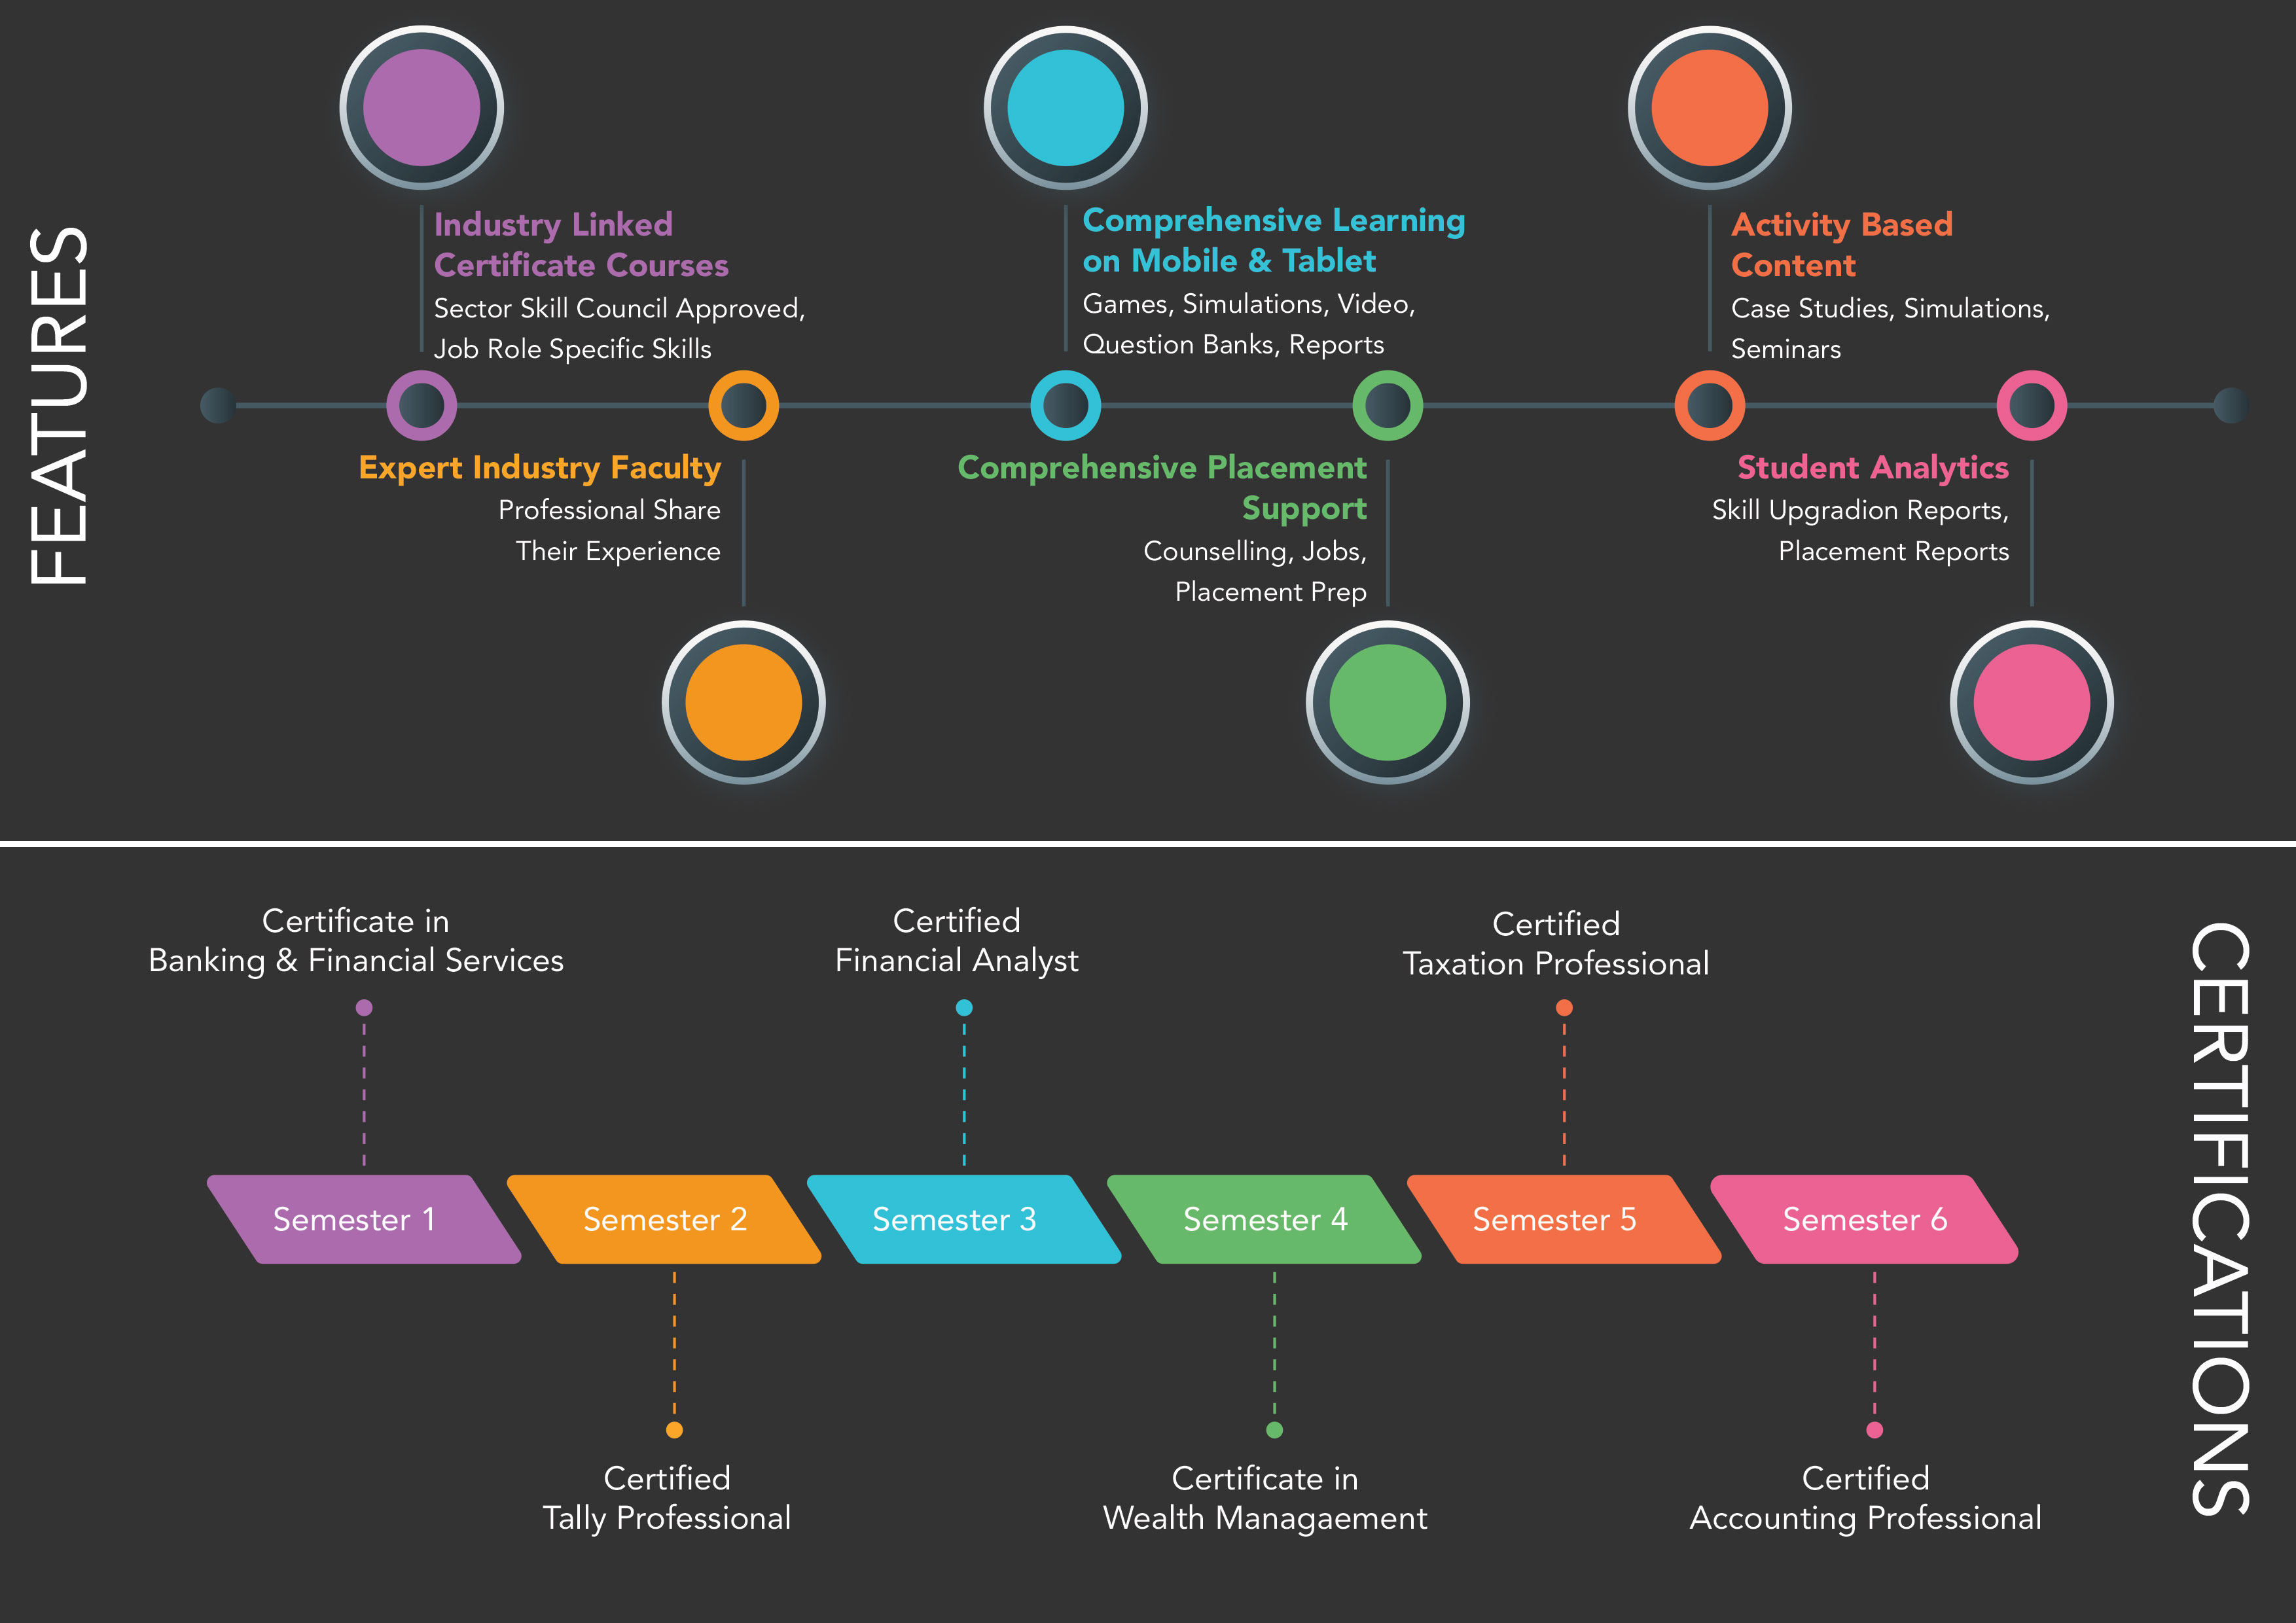 FEATURES
Industry Linked
Certificate Courses
Sector Skill Council Approved,
Job Role Specific Skills
Comprehensive Learning
on Mobile & Tablet
Games, Simulations, Video,
Question Banks, Reports
Activity Based
Content
Case Studies, Simulations,
Seminars
Expert Industry Faculty
Professional Share
Their Experience
Comprehensive Placement
Support
Counselling, Jobs,
Placement Prep
Student Analytics
Skill Upgradion Reports,
Placement Reports
CERTIFICATIONS
Certificate in
Banking & Financial Services
Certified
Financial Analyst
Certified
Taxation Professional
Semester 1
Semester 2
Semester 3
Semester 4
Semester 5
Semester 6
Certified
Tally Professional
Certificate in
Wealth Managaement
Certified
Accounting Professional